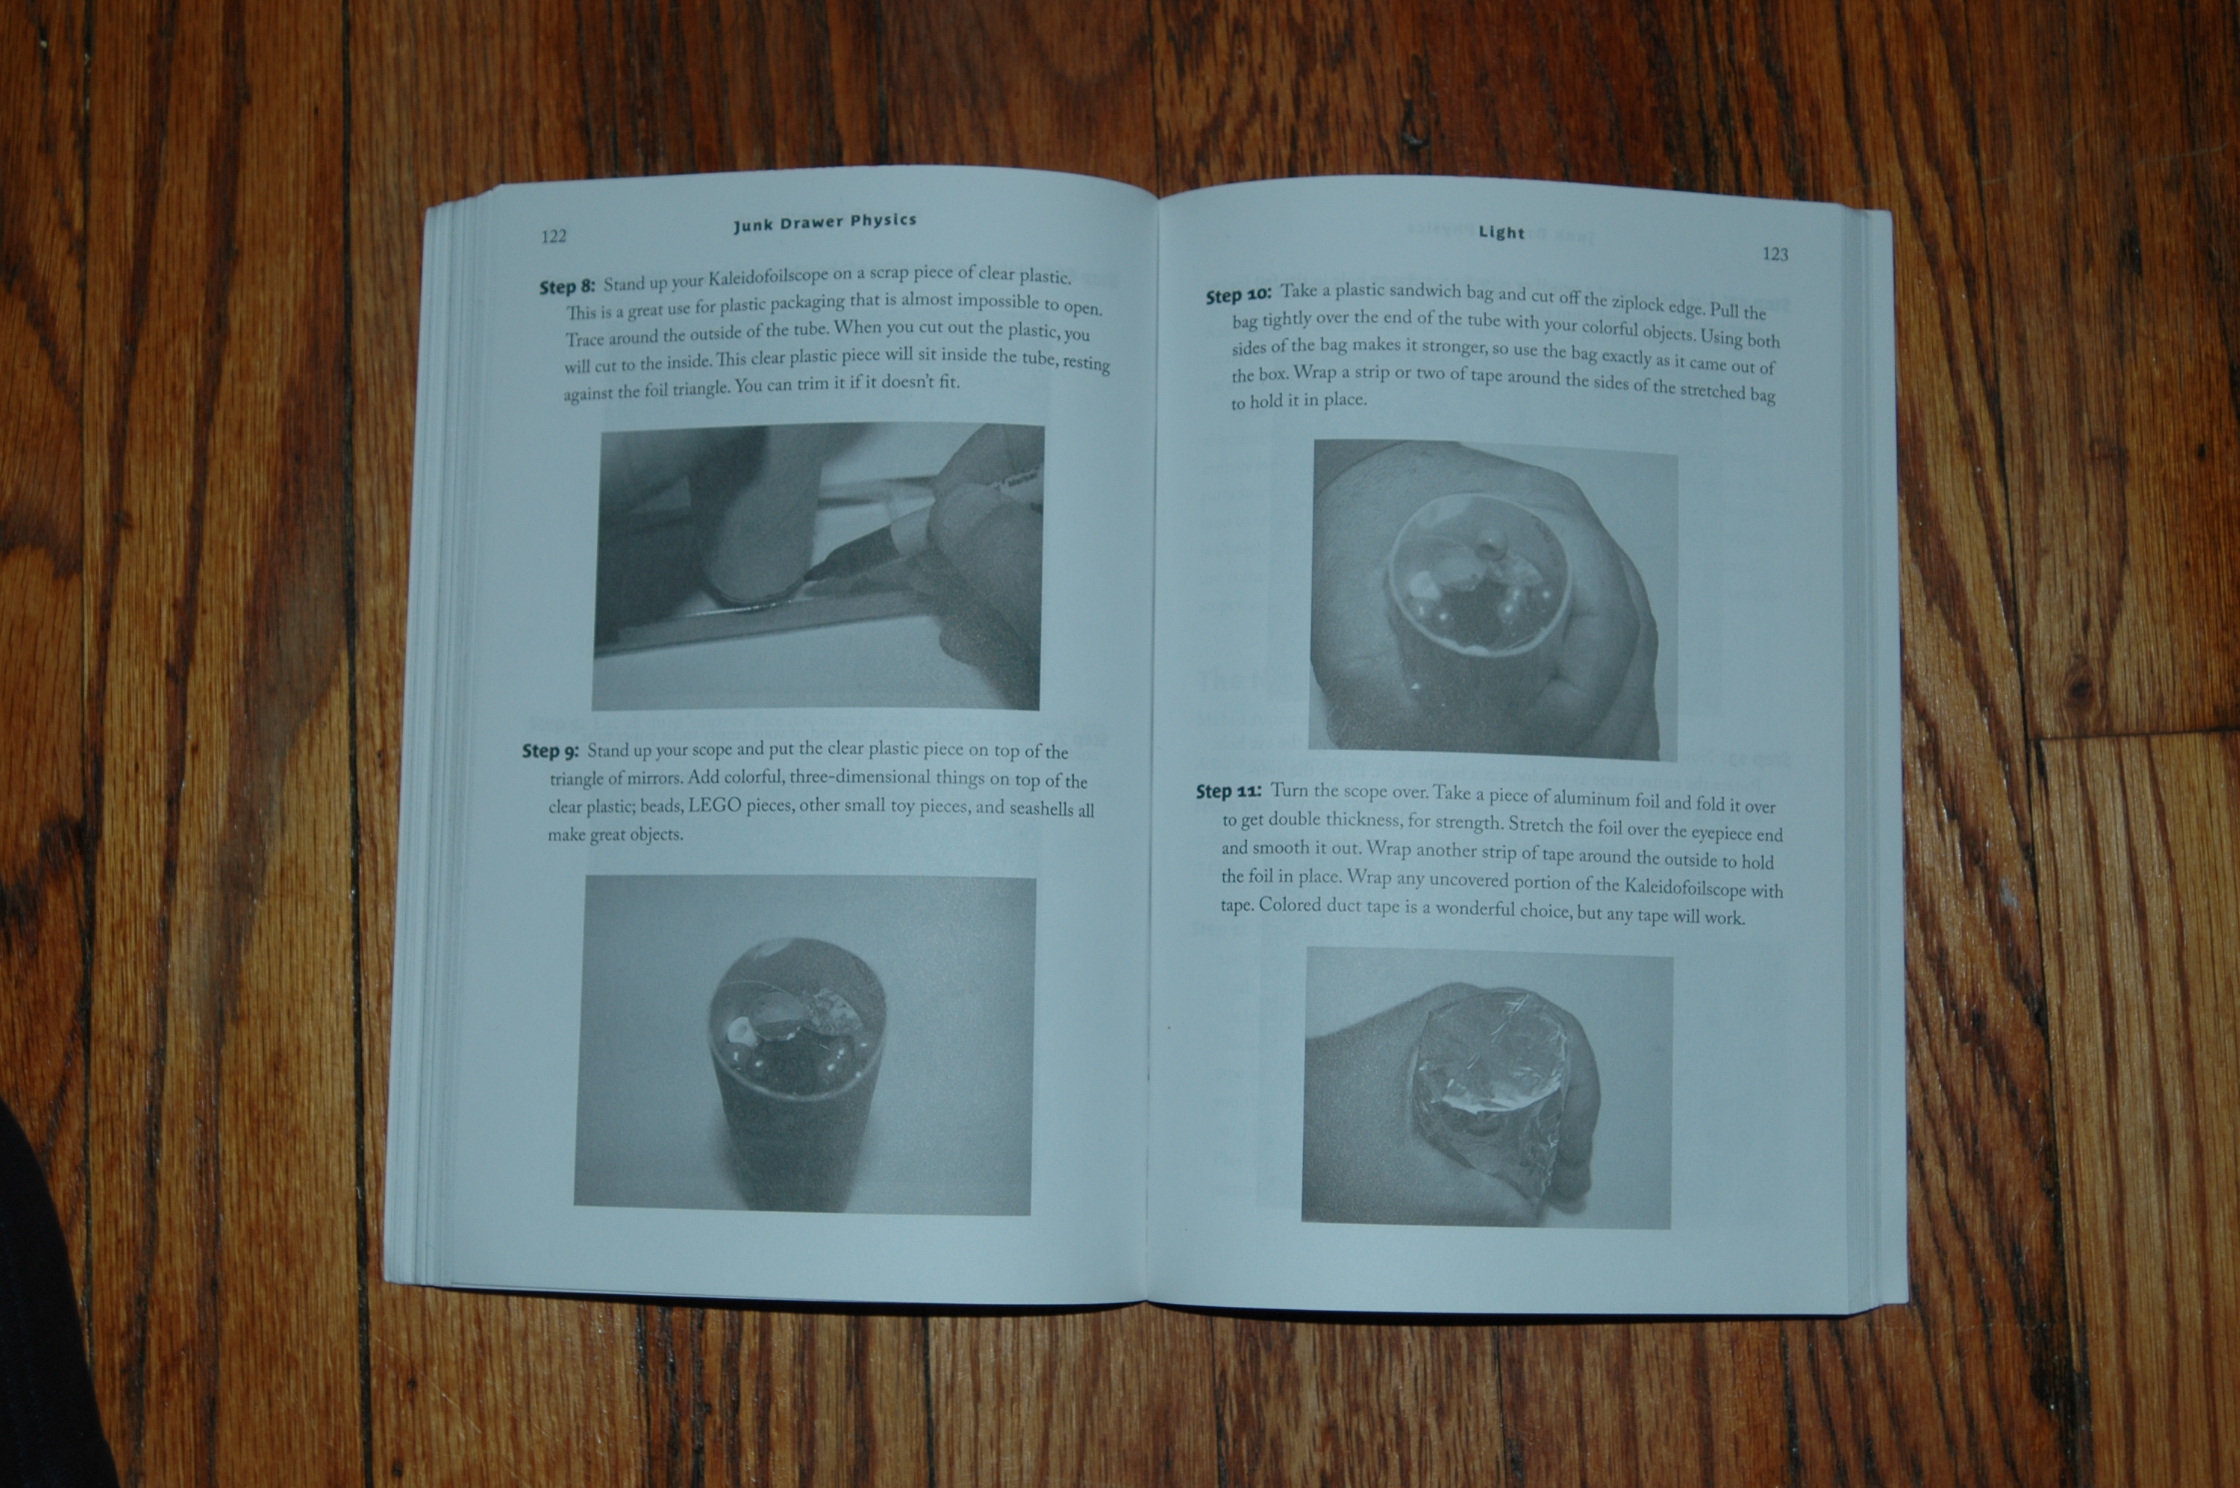 122
Junk Drawer Physics
Step 8: Stand up your Kaleidofoilscope on a scrap piece of clear plastic.
This is a great use for plastic packaging that is almost impossible to open.
Trace around the outside of the tube. When you cut out the plastic, you
will cut to the inside. This clear plastic piece will sit inside the tube, resting
against the foil triangle. You can trim it if it doesn't fit.
Step 9: Stand up your scope and put the clear plastic piece on top of the
triangle of mirrors. Add colorful, three-dimensional things on top of the
clear plastic; beads, LEGO pieces, other small toy pieces, and seashells all
make great objects.
Light
123
Step 10: Take a plastic sandwich bag and cut off the ziplock edge. Pull the
bag tightly over the end of the tube with your colorful objects. Using both
sides of the bag makes it stronger, so use the bag exactly as it came out of
the box. Wrap a strip or two of tape around the sides of the stretched bag
to hold it in place.
Step 11: Turn the scope over. Take a piece of aluminum foil and fold it over
to get double thickness, for strength. Stretch the foil over the eyepiece end
and smooth it out. Wrap another strip of tape around the outside to hold
the foil in place. Wrap any uncovered portion of the Kaleidofoilscope with
tape. Colored duct tape is a wonderful choice, but any tape will work.